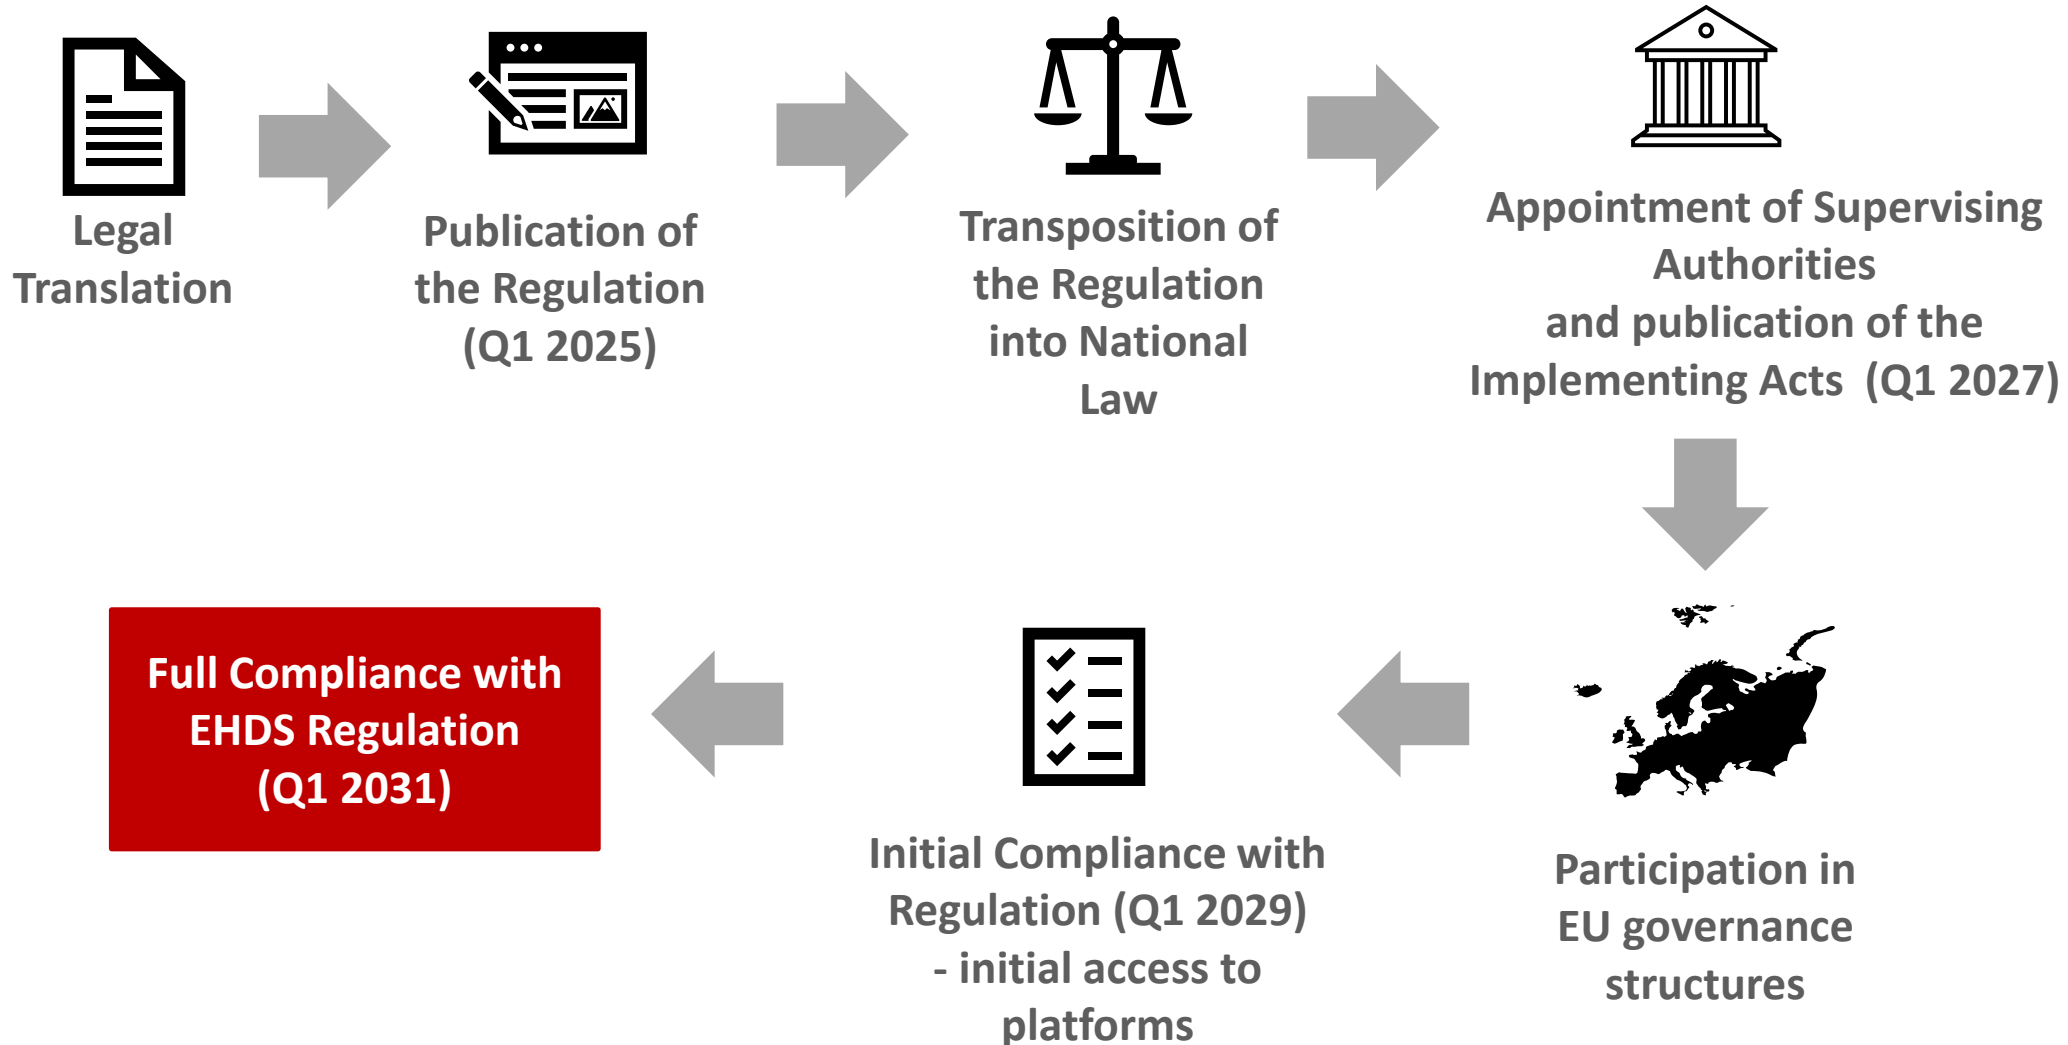 Legal
Translation
Publication of
the Regulation
(Q1 2025)
Transposition of
the Regulation
into National
Law
Appointment of Supervising
Authorities
and publication of the
Implementing Acts  (Q1 2027)
Participation in
EU governance
structures
Initial Compliance with
Regulation (Q1 2029)
- initial access to
platforms
Full Compliance with
EHDS Regulation
(Q1 2031)